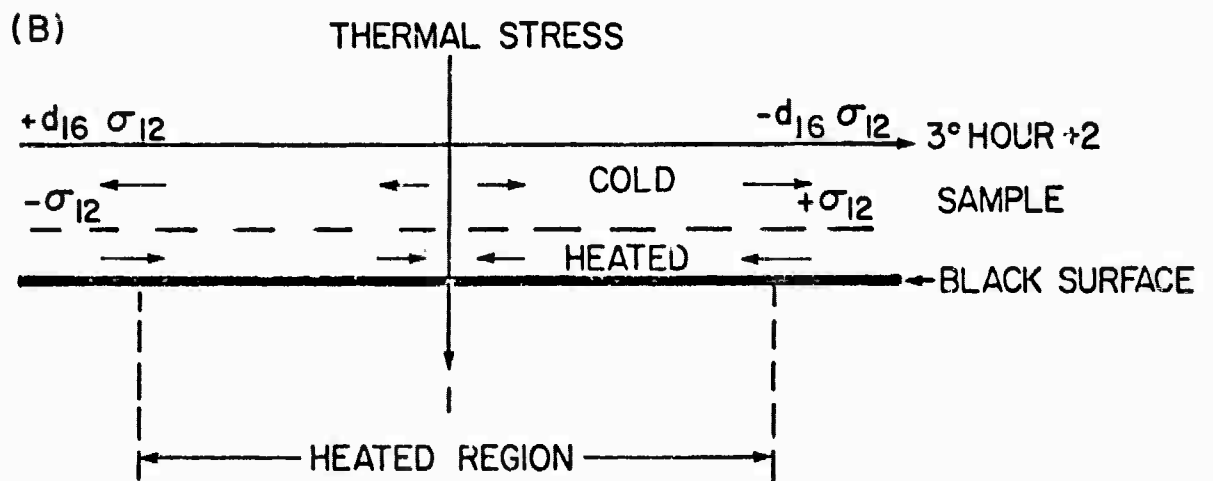 (B)
THERMAL STRESS
+d16 σ12
-d16 σ12
3° HOUR +2
COLD
SAMPLE
-σ12
+σ12
HEATED
BLACK SURFACE
I
HEATED REGION